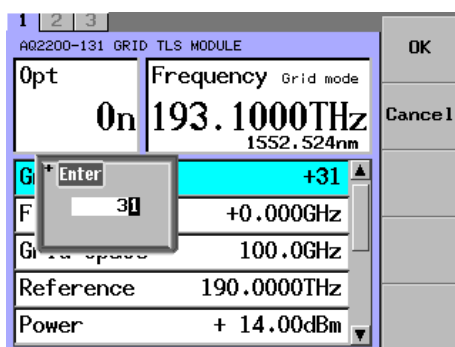 1 2 3
AQ2200-131 GRID TLS MODULE
Opt
On
Frequency Grid mode
193.1000THz
1552.524nm
OK
Cancel
+ Enter
31
G +31
F +0.000GHz
100.0GHz
Reference 190.0000THz
Power + 14.00dBm